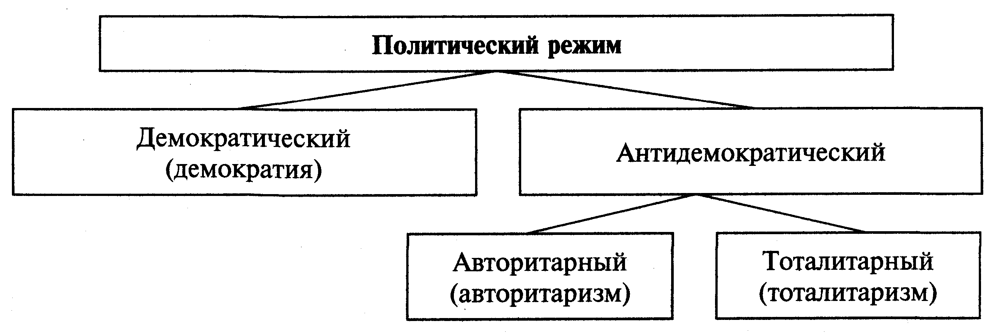 Политический режим
Демократический
(демократия)
Антидемократический
Авторитарный
(авторитаризм)
Тоталитарный
(тоталитаризм)